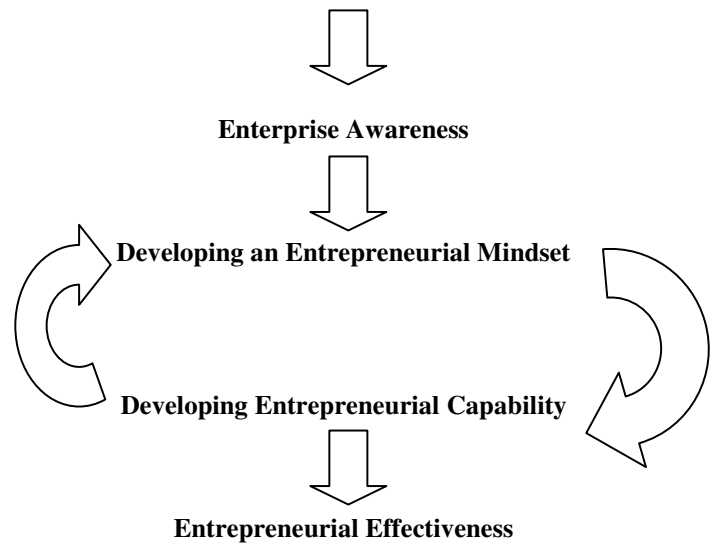 Enterprise Awareness
Developing an Entrepreneurial Mindset
Developing Entrepreneurial Capability
Entrepreneurial Effectiveness